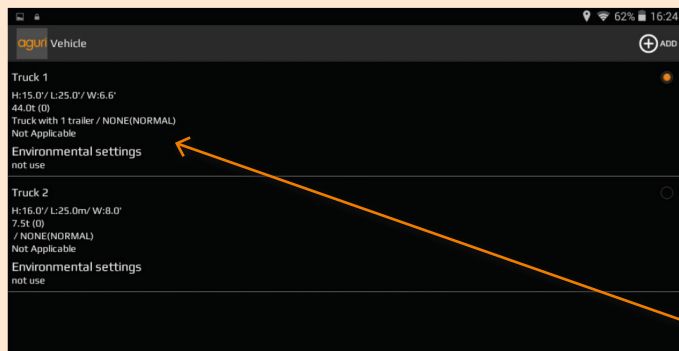 62% 16:24
aguri Vehicle
ADD
Truck 1
H:15.0'/ L:25.0'/ W:6.6'
44.0t (0)
Truck with 1 trailer / NONE(NORMAL)
Not Applicable
Environmental settings
not use
Truck 2
H:16.0'/ L:25.0m/ W:8.0'
7.5t (0)
/ NONE(NORMAL)
Not Applicable
Environmental settings
not use